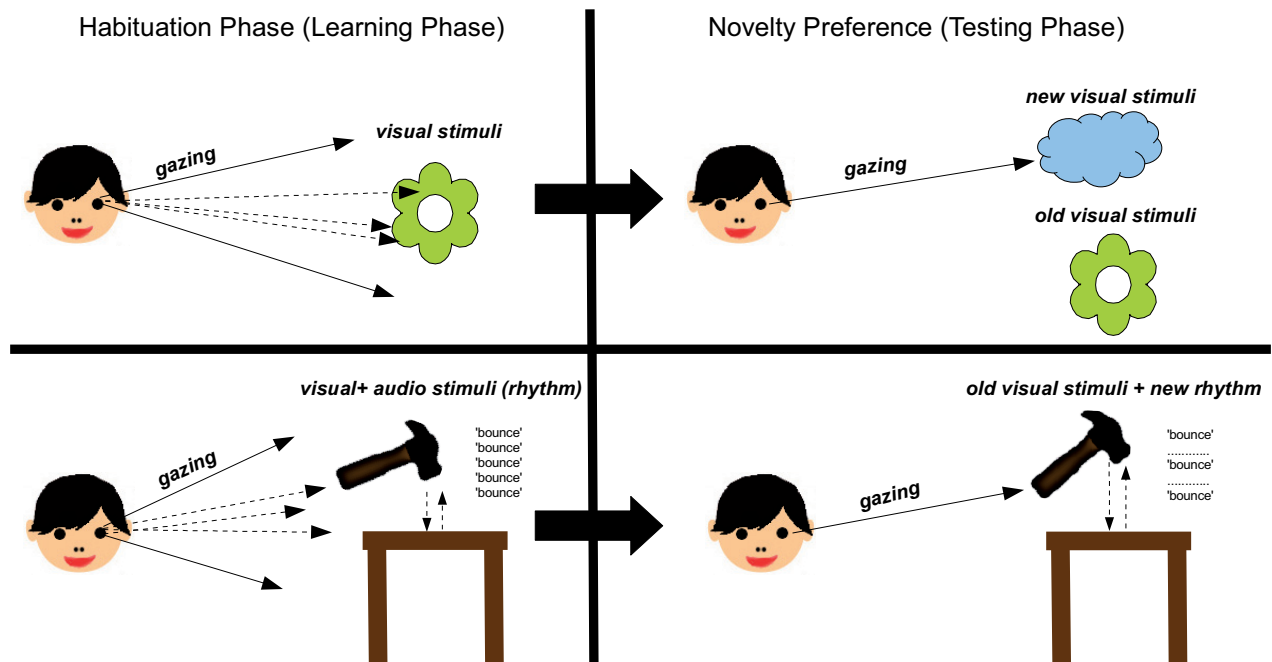 Habituation Phase (Learning Phase)
Novelty Preference (Testing Phase)
visual stimuli
gazing
new visual stimuli
gazing
old visual stimuli
visual+ audio stimuli (rhythm)
gazing
'bounce'
'bounce'
'bounce'
'bounce'
'bounce'
old visual stimuli + new rhythm
gazing
'bounce'
............
'bounce'
............
'bounce'